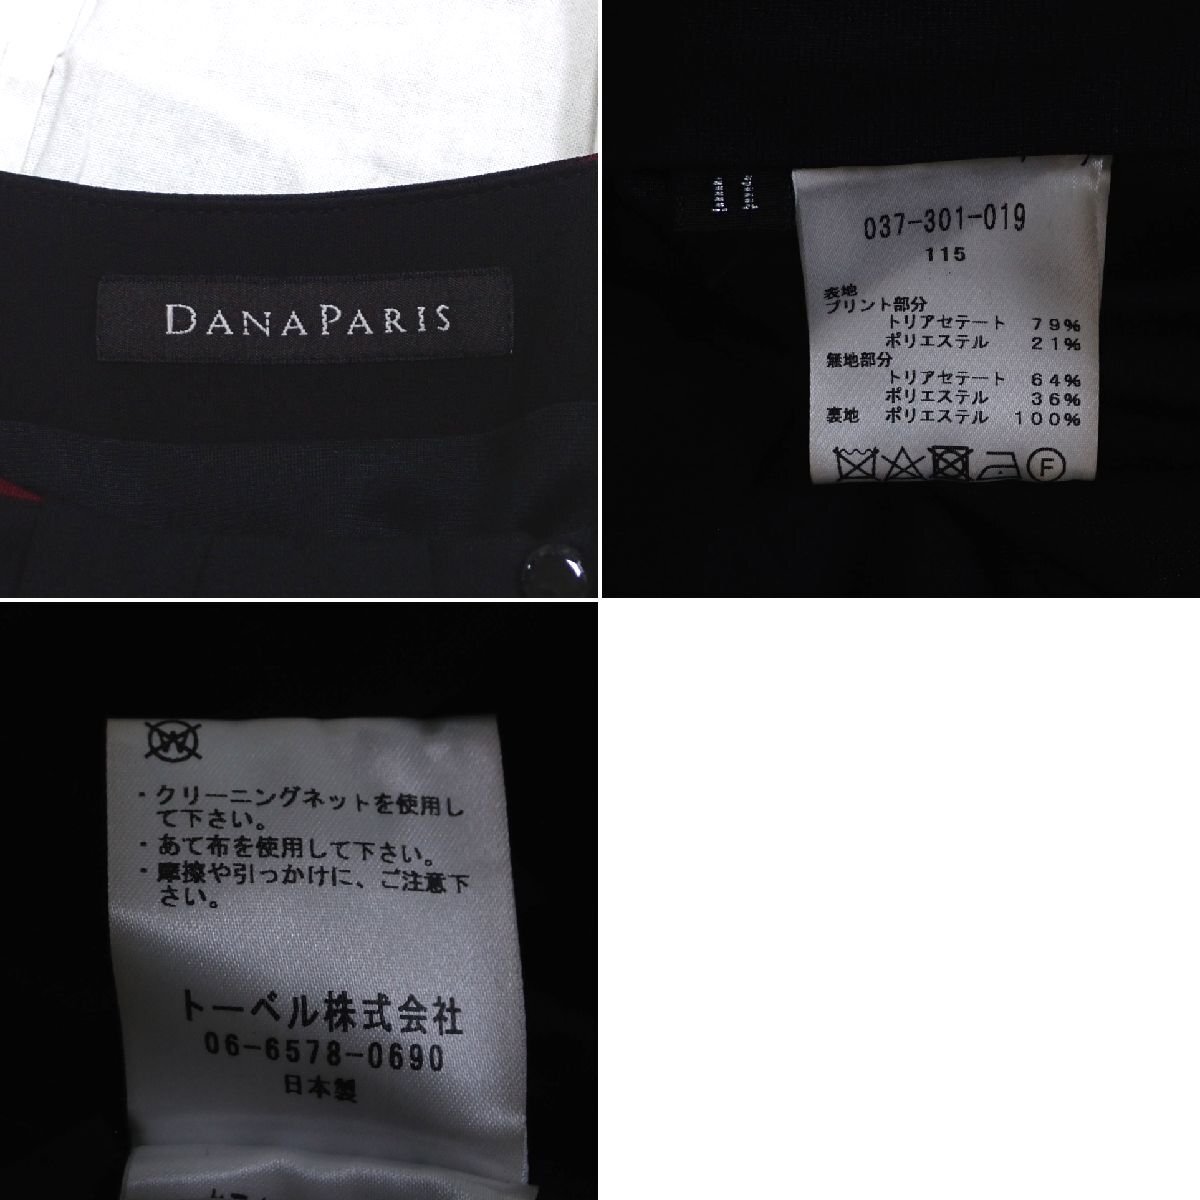 DANAPARIS
037-301-019
115
表地
プリント部分
トリアセテート 79%
ポリエステル 21%
無地部分
トリアセテート 64%
ポリエステル 36%
裏地 ポリエステル 100%
F
W
・クリーニングネットを使用し
て下さい。
・あて布を使用して下さい。
・摩擦や引っかけに、ご注意下
さい。
トーベル株式会社
06-6578-0690
日本製